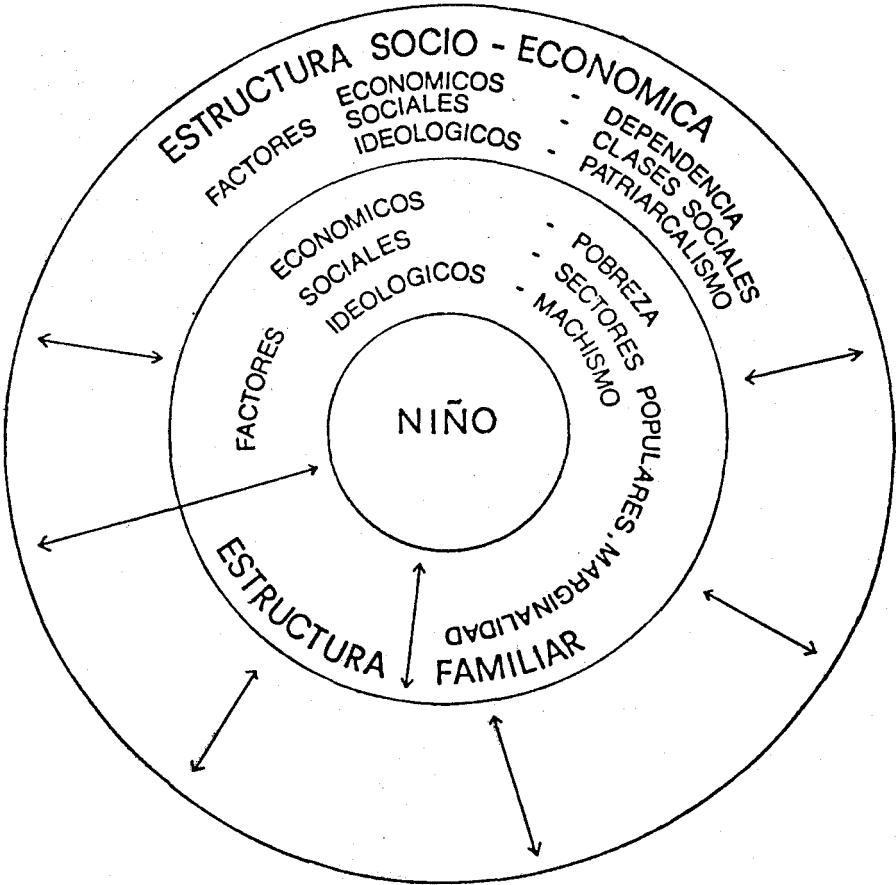 ESTRUCTURA SOCIO - ECONOMICA
FACTORES ECONOMICOS - DEPENDENCIA
SOCIALES - CLASES SOCIALES
IDEOLOGICOS - PATRIARCALISMO
FACTORES ECONOMICOS - POBREZA
SOCIALES - SECTORES POPULARES, MARGINALIDAD
IDEOLOGICOS - MACHISMO
NIÑO
ESTRUCTURA FAMILIAR